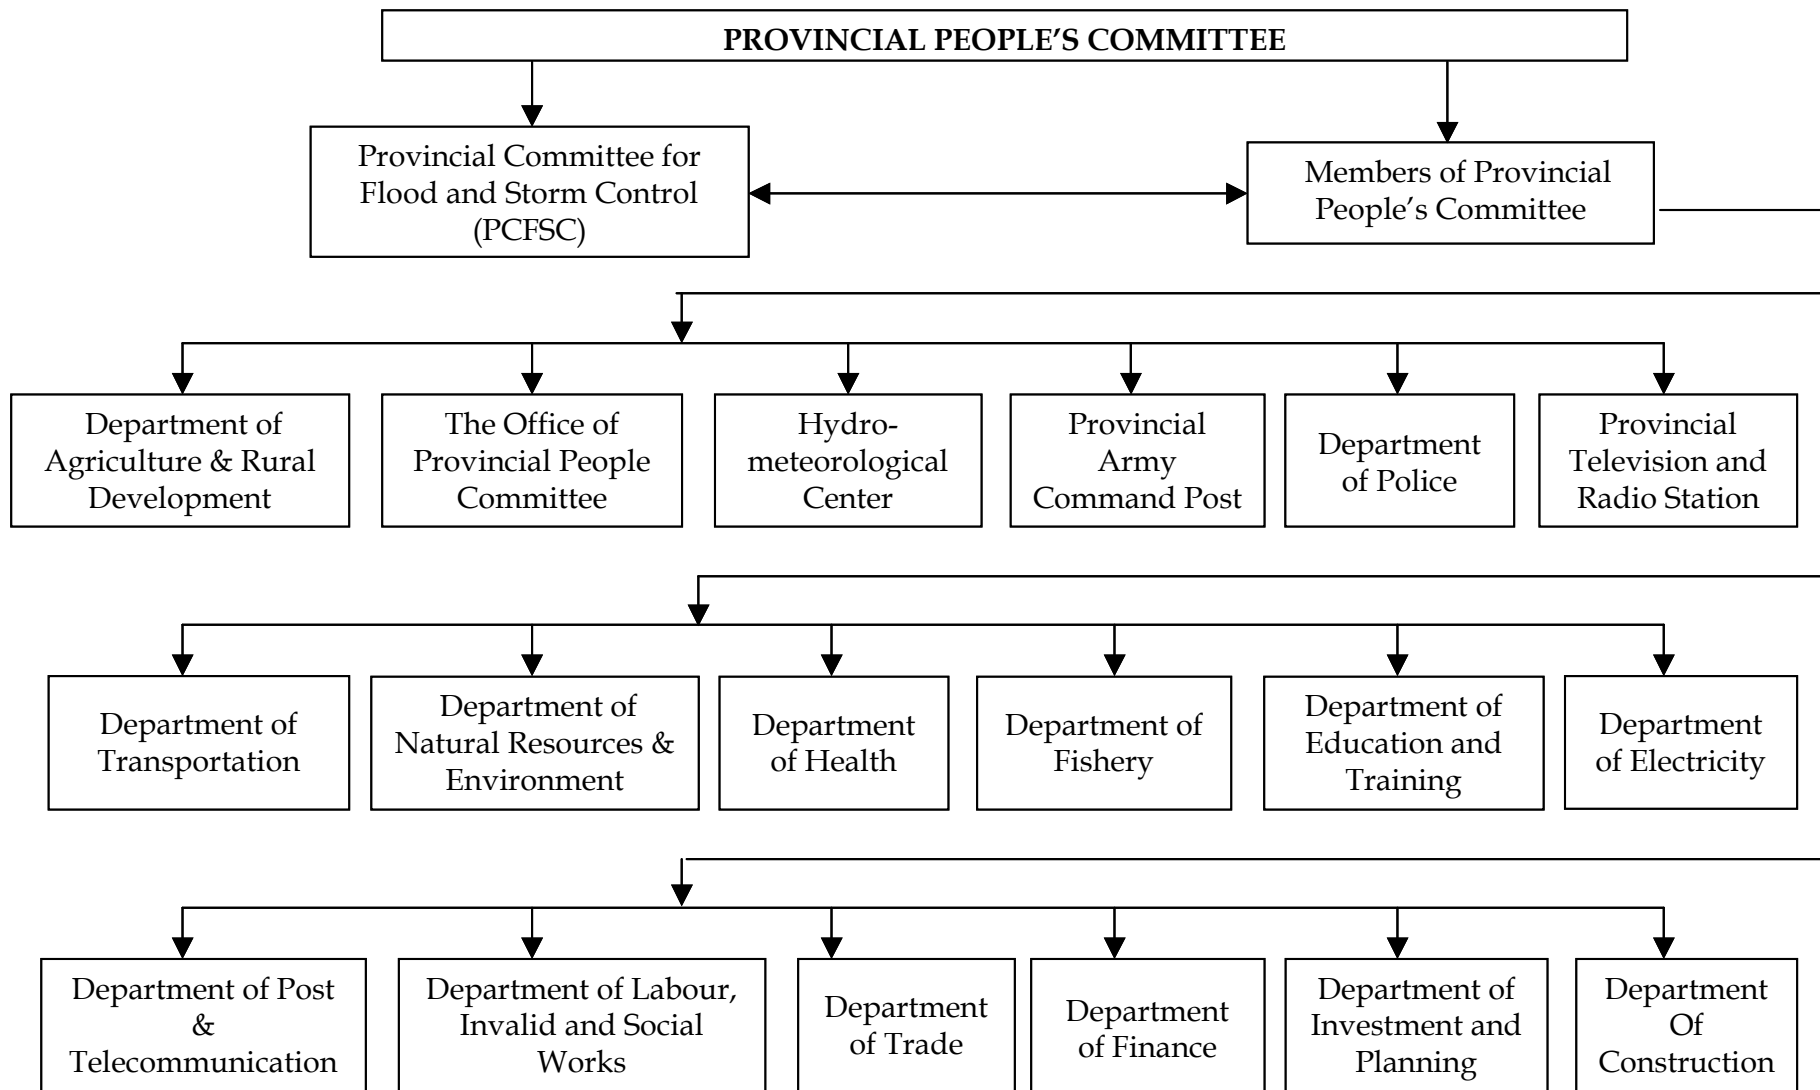 PROVINCIAL PEOPLE’S COMMITTEE
Provincial Committee for
Flood and Storm Control
(PCFSC)
Members of Provincial
People’s Committee
Department of
Agriculture & Rural
Development
The Office of
Provincial People
Committee
Hydro-
meteorological
Center
Provincial
Army
Command Post
Department
of Police
Provincial
Television and
Radio Station
Department of
Transportation
Department of
Natural Resources &
Environment
Department
of Health
Department of
Fishery
Department of
Education and
Training
Department
of Electricity
Department of Post
&
Telecommunication
Department of Labour,
Invalid and Social
Works
Department
of Trade
Department
of Finance
Department of
Investment and
Planning
Department
Of
Construction